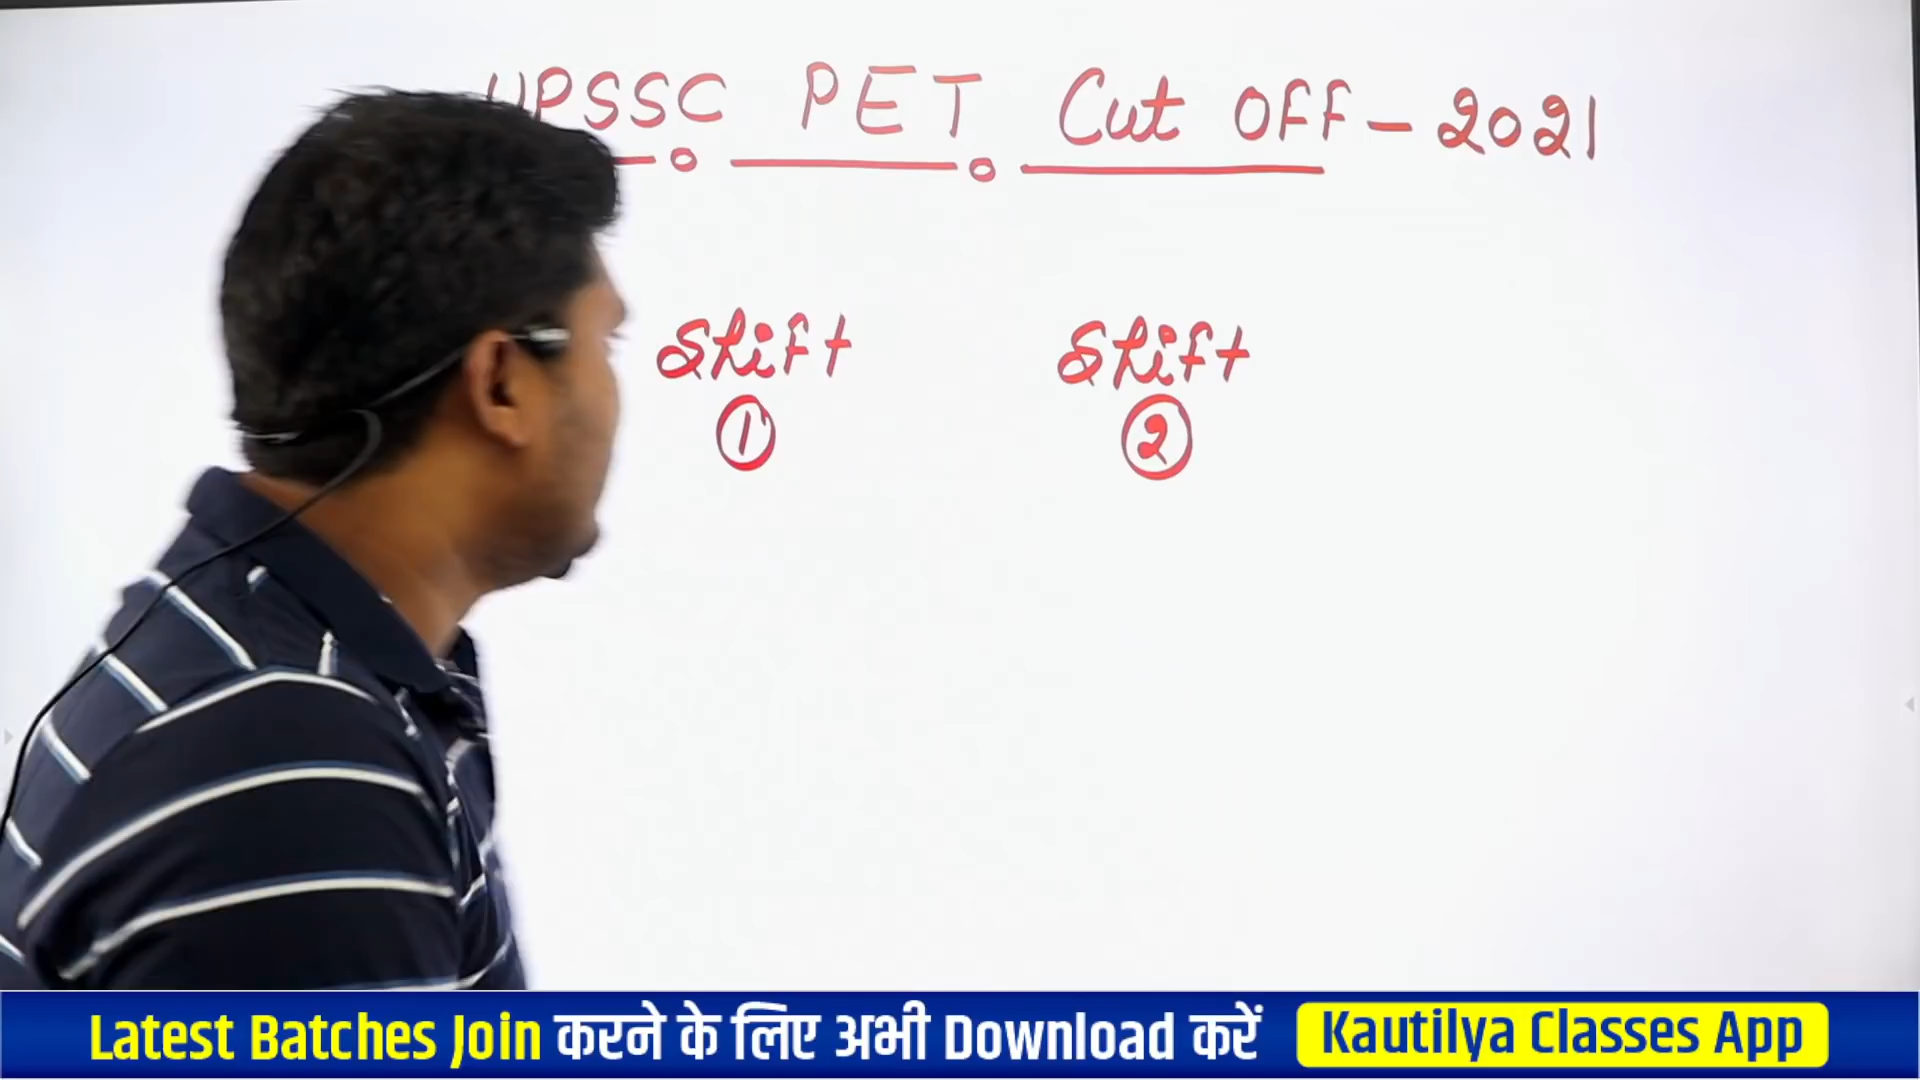 UPSSC PET Cut OFF - 2021
Shift Shift
1 2
Latest Batches Join करने के लिए अभी Download करें Kautilya Classes App